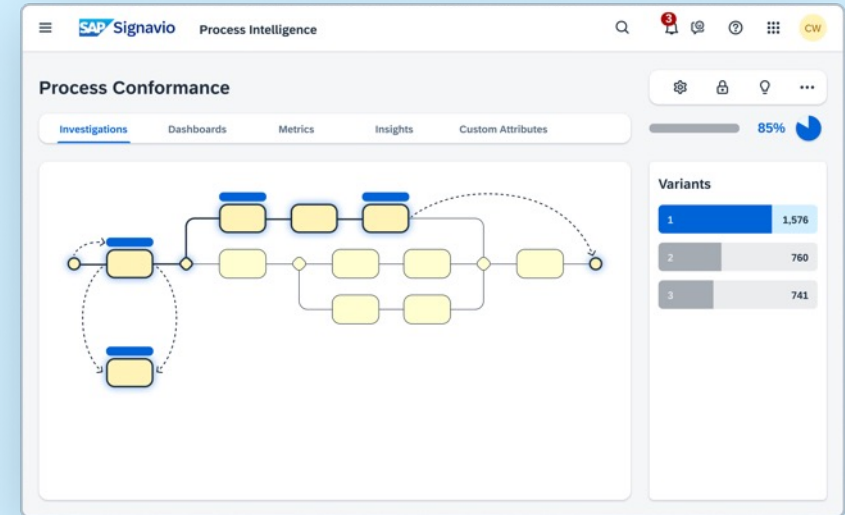 SAP Signavio Process Intelligence
3
CW
Process Conformance
Investigations Dashboards Metrics Insights Custom Attributes
85%
Variants
1 1,576
2 760
3 741